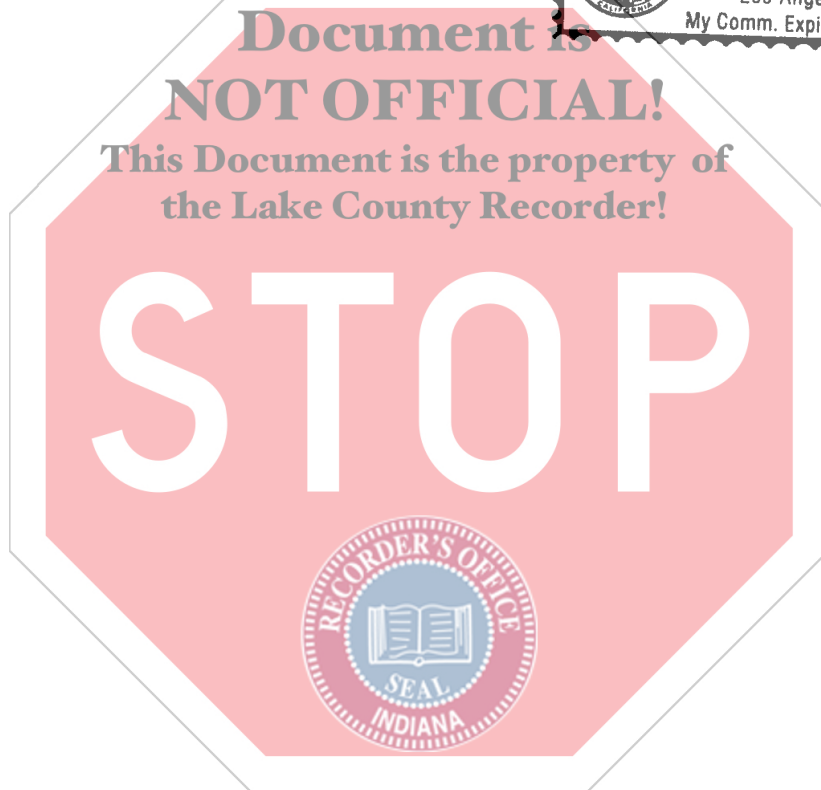 CALIFORNIA
My Comm. Expi
Document is
NOT OFFICIAL!
This Document is the property of
the Lake County Recorder!
STOP
RECORDER'S OFFICE
SEAL
INDIANA